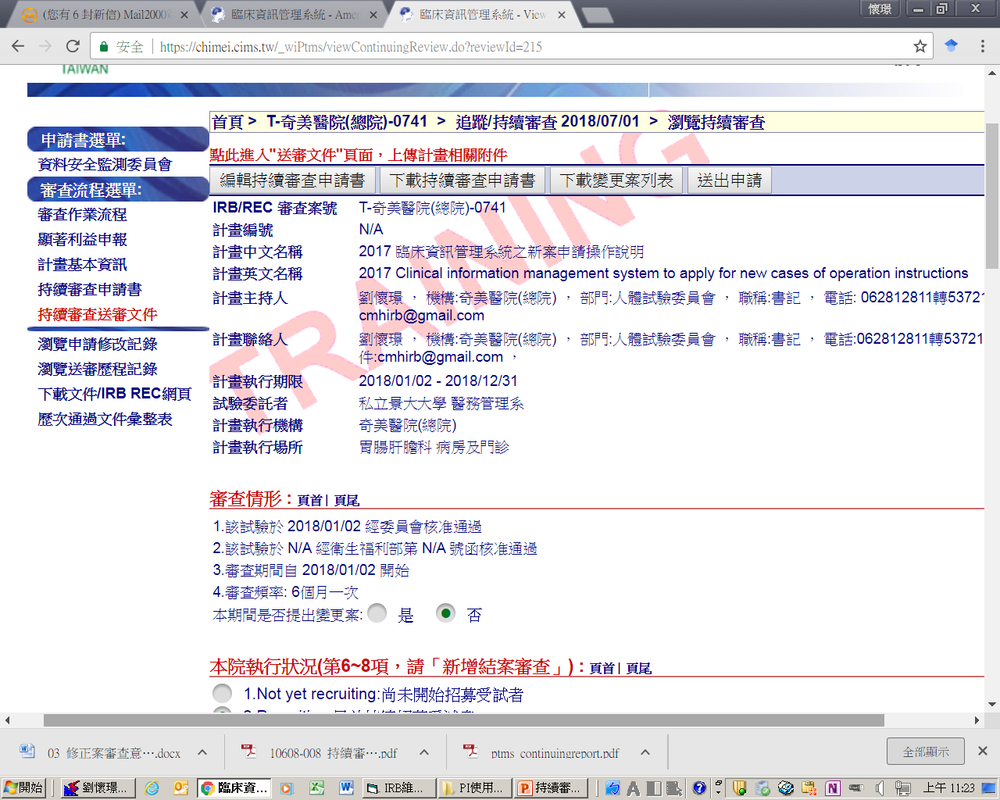 (您有 6 封新信) Mail2000
臨床資訊管理系統 - Ame
臨床資訊管理系統 - View
懷璟
安全
https://chimei.cims.tw/_wiPtms/viewContinuingReview.do?reviewId=215
TAIWAN
首頁 > T-奇美醫院(總院)-0741 > 追蹤/持續審查 2018/07/01 > 瀏覽持續審查
點此進入"送審文件"頁面，上傳計畫相關附件
編輯持續審查申請書 下載持續審查申請書 下載變更案列表 送出申請
申請書選單:
資料安全監測委員會
審查流程選單:
審查作業流程
顯著利益申報
計畫基本資訊
持續審查申請書
持續審查送審文件
瀏覽申請修改記錄
瀏覽送審歷程記錄
下載文件/IRB REC網頁
歷次通過文件彙整表
IRB/REC 審查案號 T-奇美醫院(總院)-0741
計畫編號 N/A
計畫中文名稱 2017 臨床資訊管理系統之新案申請操作說明
計畫英文名稱 2017 Clinical information management system to apply for new cases of operation instructions
計畫主持人 劉懷璟 ， 機構:奇美醫院(總院) ， 部門:人體試驗委員會 ， 職稱:書記 ， 電話: 062812811轉53721
cmhirb@gmail.com
計畫聯絡人 劉懷璟 ， 機構:奇美醫院(總院) ， 部門:人體試驗委員會 ， 職稱:書記 ， 電話:062812811轉53721
件:cmhirb@gmail.com ，
計畫執行期限 2018/01/02 - 2018/12/31
試驗委託者 私立景大大學 醫務管理系
計畫執行機構 奇美醫院(總院)
計畫執行場所 胃腸肝膽科 病房及門診
TRAINING
審查情形：頁首| 頁尾
1.該試驗於 2018/01/02 經委員會核准通過
2.該試驗於 N/A 經衛生福利部第 N/A 號函核准通過
3.審查期間自 2018/01/02 開始
4.審查頻率: 6個月一次
本期間是否提出變更案: 是 否
本院執行狀況(第6~8項，請「新增結案審查」)：頁首| 頁尾
1.Not yet recruiting:尚未開始招募受試者
03 修正案審查意⋯.docx
10608-008 持續審⋯.pdf
ptms_continuingreport.pdf
全部顯示
開始
劉懷璟...
臨床資...
IRB維...
PI使用...
持續審...
上午 11:23